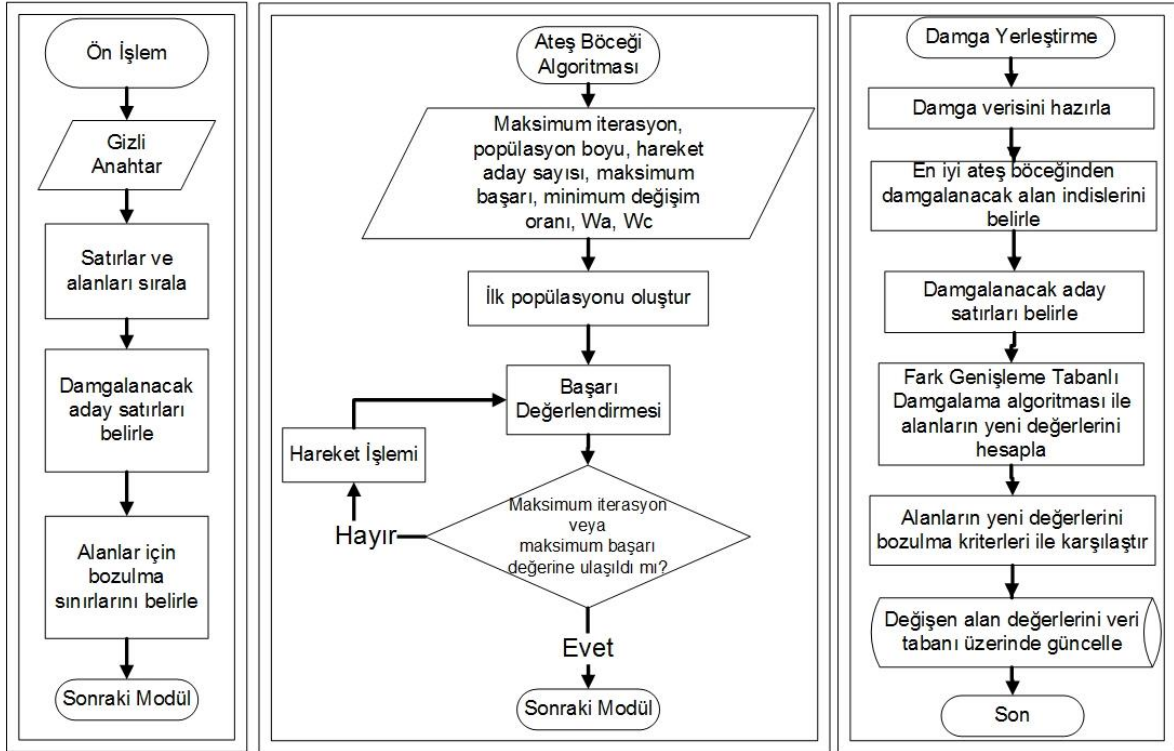 Ön İşlem
Gizli
Anahtar
Satırlar ve
alanları sırala
Damgalanacak
aday satırları
belirle
Alanlar için
bozulma
sınırlarını belirle
Sonraki Modül
Ateş Böceği
Algoritması
Maksimum iterasyon,
popülasyon boyu, hareket
aday sayısı, maksimum
başarı, minimum değişim
oranı, Wa, Wc
İlk popülasyonu oluştur
Başarı
Değerlendirmesi
Hareket İşlemi
Maksimum iterasyon
veya
maksimum başarı
değerine ulaşıldı mı?
Hayır
Evet
Sonraki Modül
Damga Yerleştirme
Damga verisini hazırla
En iyi ateş böceğinden
damgalanacak alan indislerini
belirle
Damgalanacak aday
satırları belirle
Fark Genişleme Tabanlı
Damgalama algoritması ile
alanların yeni değerlerini
hesapla
Alanların yeni değerlerini
bozulma kriterleri ile karşılaştır
Değişen alan değerlerini veri
tabanı üzerinde güncelle
Son